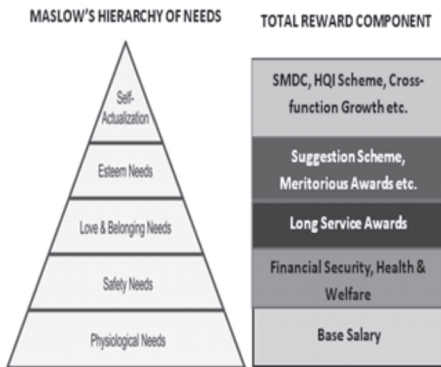 MASLOW'S HIERARCHY OF NEEDS
Self-
Actualization
Esteem Needs
Love & Belonging Needs
Safety Needs
Physiological Needs
TOTAL REWARD COMPONENT
SMDC, HQI Scheme, Cross-
function Growth etc.
Suggestion Scheme,
Meritorious Awards etc.
Long Service Awards
Financial Security, Health &
Welfare
Base Salary